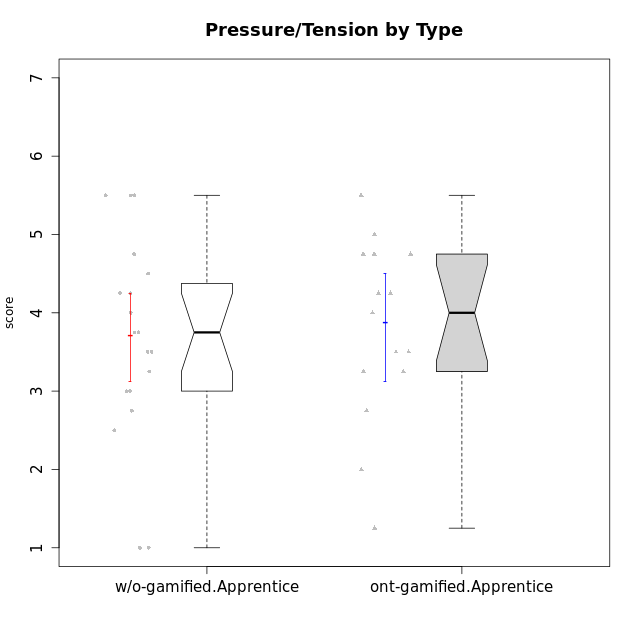 Pressure/Tension by Type
7
6
5
4
3
2
1
score
w/o-gamified.Apprentice
ont-gamified.Apprentice